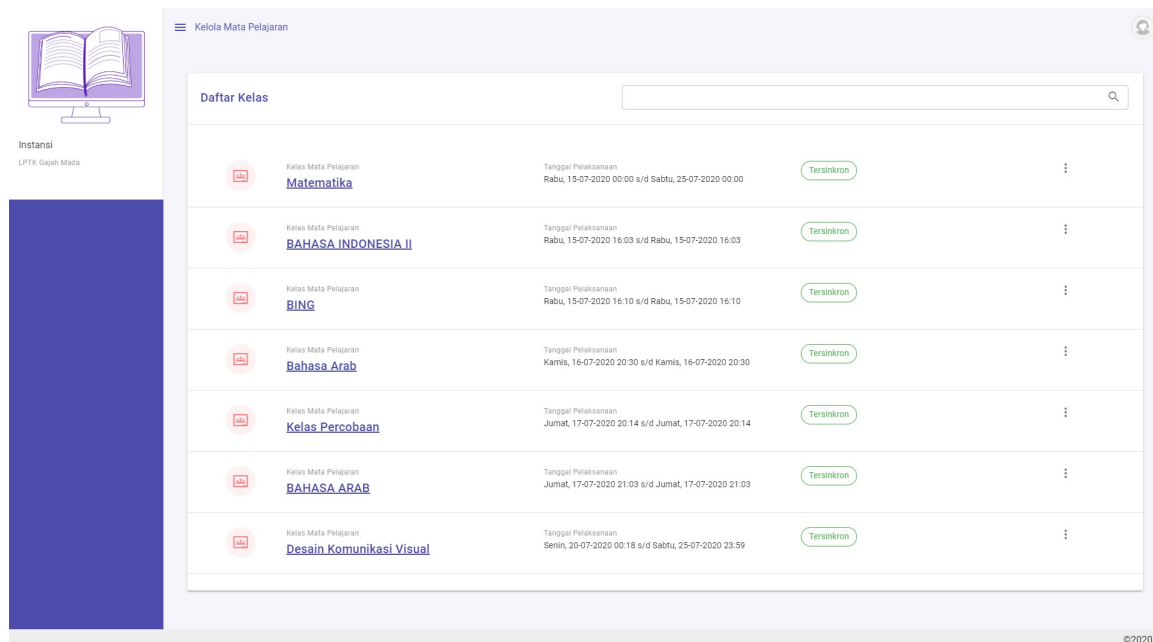 Kelola Mata Pelajaran
Instansi
LPTK Gajah Mada
Daftar Kelas
Kelas Mata Pelajaran
Matematika
Tanggal Pelaksanaan
Rabu, 15-07-2020 00:00 s/d Sabtu, 25-07-2020 00:00
Tersinkron
Kelas Mata Pelajaran
BAHASA INDONESIA II
Tanggal Pelaksanaan
Rabu, 15-07-2020 16:03 s/d Rabu, 15-07-2020 16:03
Tersinkron
Kelas Mata Pelajaran
BING
Tanggal Pelaksanaan
Rabu, 15-07-2020 16:10 s/d Rabu, 15-07-2020 16:10
Tersinkron
Kelas Mata Pelajaran
Bahasa Arab
Tanggal Pelaksanaan
Kamis, 16-07-2020 20:30 s/d Kamis, 16-07-2020 20:30
Tersinkron
Kelas Mata Pelajaran
Kelas Percobaan
Tanggal Pelaksanaan
Jumat, 17-07-2020 20:14 s/d Jumat, 17-07-2020 20:14
Tersinkron
Kelas Mata Pelajaran
BAHASA ARAB
Tanggal Pelaksanaan
Jumat, 17-07-2020 21:03 s/d Jumat, 17-07-2020 21:03
Tersinkron
Kelas Mata Pelajaran
Desain Komunikasi Visual
Tanggal Pelaksanaan
Senin, 20-07-2020 00:18 s/d Sabtu, 25-07-2020 23:59
Tersinkron
©2020